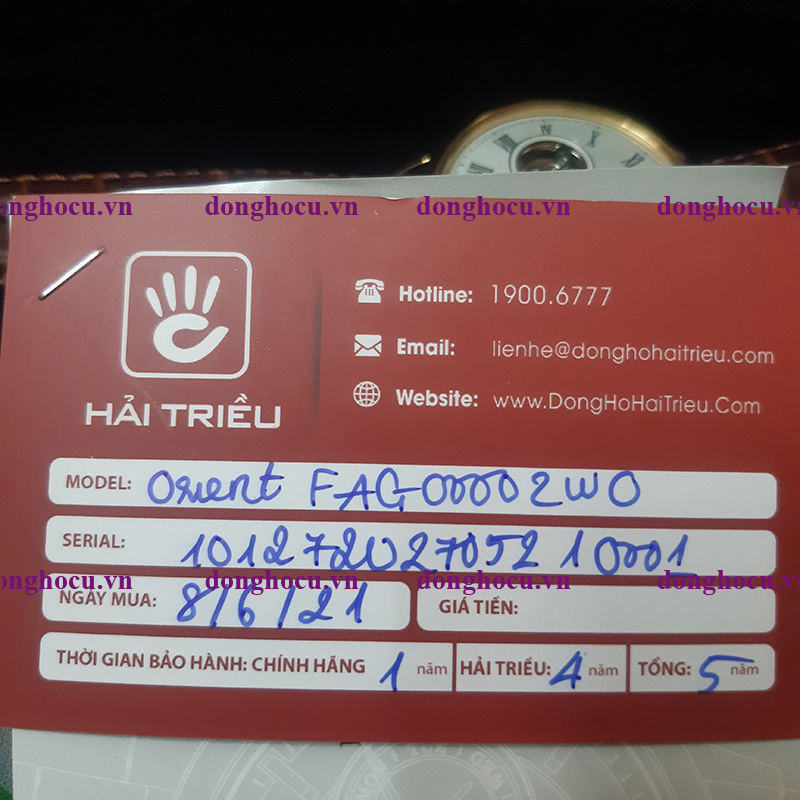 donghocu.vn donghocu.vn donghocu.vn donghocu.vn
HẢI TRIỀU
Hotline: 1900.6777
Email: lienhe@donghohaitrieu.com
Website: www.DongHoHaiTrieu.Com
MODEL: Orient FAG00002W0
SERIAL: 101272027052 10001
donghocu.vn donghocu.vn donghocu.vn donghocu.vn
NGÀY MUA: 8/6/21 GIÁ TIỀN:
THỜI GIAN BẢO HÀNH: CHÍNH HÃNG 1 năm HẢI TRIỀU: 4 năm TỔNG: 5 năm